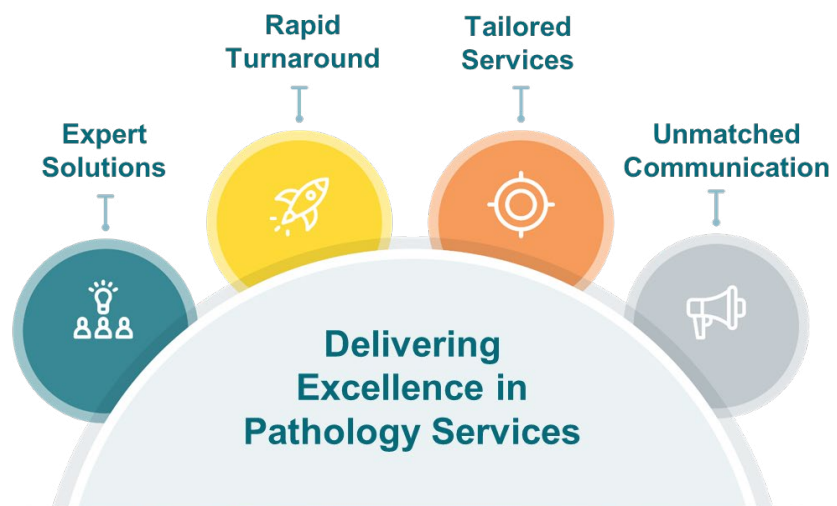 Rapid
Turnaround
Tailored
Services
Expert
Solutions
Unmatched
Communication
Delivering
Excellence in
Pathology Services